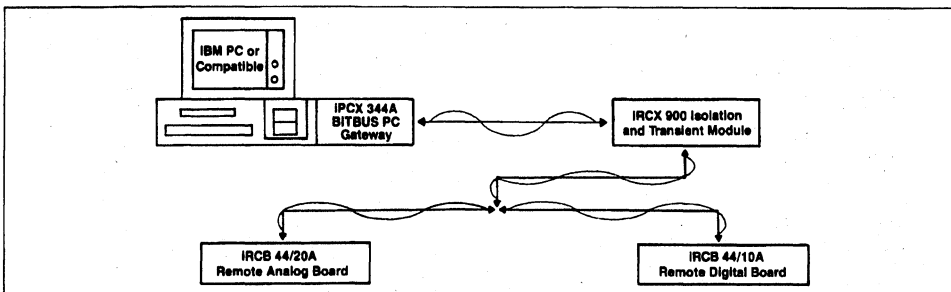 IBM PC or
Compatible
IPCX 344A
BITBUS PC
Gateway
IRCX 900 Isolation
and Transient Module
IRCB 44/20A
Remote Analog Board
IRCB 44/10A
Remote Digital Board